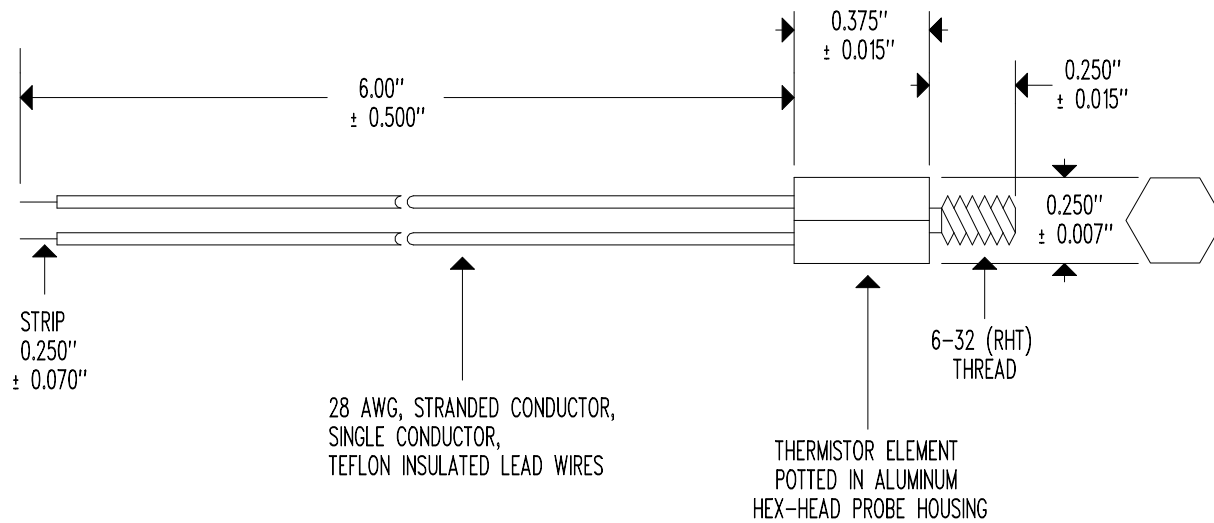 0.375"
± 0.015"
6.00"
± 0.500"
0.250"
± 0.015"
0.250"
± 0.007"
STRIP
0.250"
± 0.070"
6-32 (RHT)
THREAD
28 AWG, STRANDED CONDUCTOR,
SINGLE CONDUCTOR,
TEFLON INSULATED LEAD WIRES
THERMISTOR ELEMENT
POTTED IN ALUMINUM
HEX-HEAD PROBE HOUSING